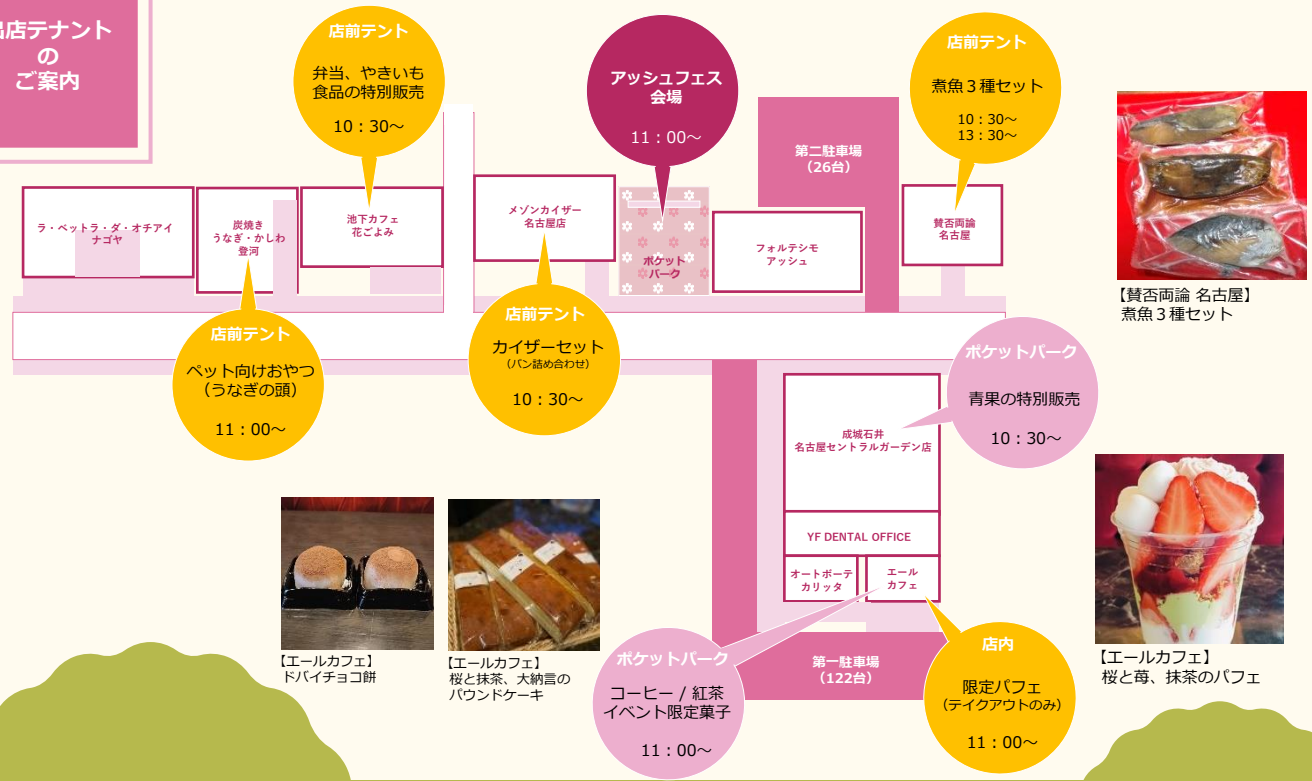 出店テナント
の
ご案内
店前テント
弁当、やきいも
食品の特別販売
10：30～
アッシュフェス
会場
11：00～
店前テント
煮魚３種セット
10：30～
13：30～
第二駐車場
（26台）
ラ・ベットラ・ダ・オチアイ
ナゴヤ
炭焼き
うなぎ・かしわ
登河
池下カフェ
花ごよみ
メゾンカイザー
名古屋店
ポケット
パーク
フォルテシモ
アッシュ
賛否両論
名古屋
【賛否両論 名古屋】
煮魚３種セット
店前テント
ペット向けおやつ
（うなぎの頭）
11：00～
店前テント
カイザーセット
（パン詰め合わせ）
10：30～
ポケットパーク
青果の特別販売
10：30～
成城石井
名古屋セントラルガーデン店
YF DENTAL OFFICE
オートボーテ
カリッタ
エール
カフェ
【エールカフェ】
ドバイチョコ餅
【エールカフェ】
桜と抹茶、大納言の
パウンドケーキ
ポケットパーク
コーヒー / 紅茶
イベント限定菓子
11：00～
第一駐車場
（122台）
店内
限定パフェ
（テイクアウトのみ）
11：00～
【エールカフェ】
桜と苺、抹茶のパフェ